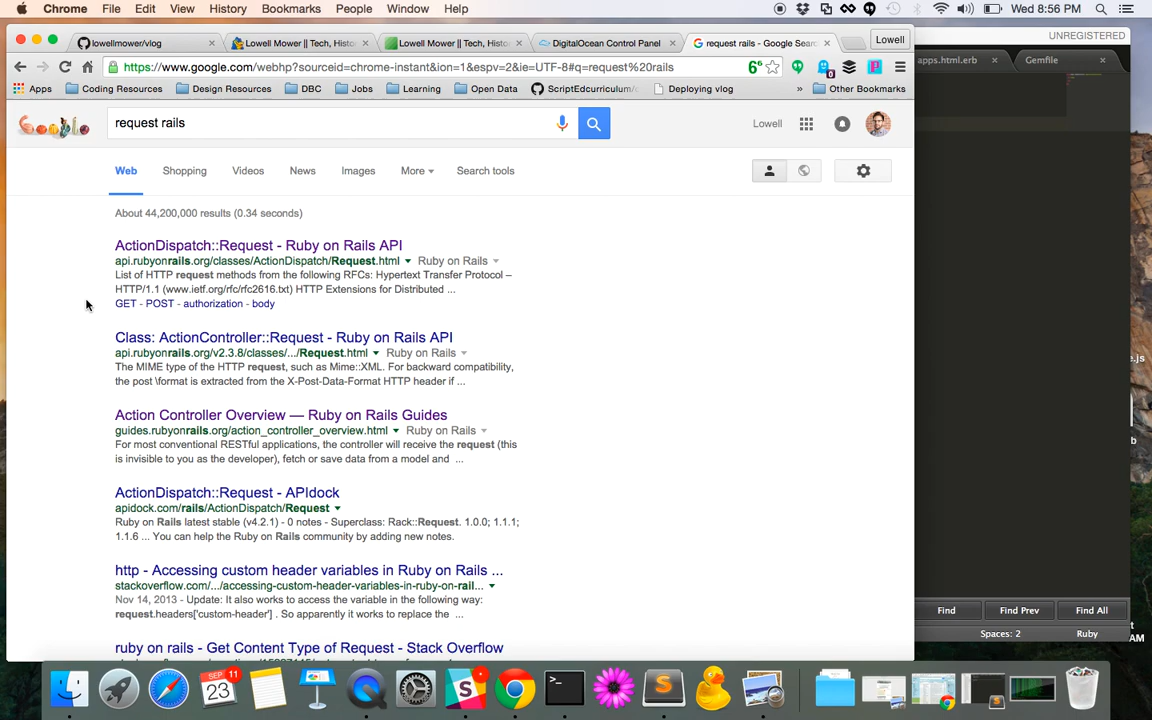 Chrome File Edit View History Bookmarks People Window Help Wed 8:56 PM
UNREGISTERED
lowellmower/vlog Lowell Mower || Tech, Histo Lowell Mower || Tech, Histo DigitalOcean Control Panel request rails - Google Searc Lowell
apps.html.erb Gemfile
https://www.google.com/webhp?sourceid=chrome-instant&ion=1&espv=2&ie=UTF-8#q=request%20rails
Apps Coding Resources Design Resources DBC Jobs Learning Open Data ScriptEdcurriculum/ Deploying vlog » Other Bookmarks
Google request rails Lowell
Web Shopping Videos News Images More Search tools
About 44,200,000 results (0.34 seconds)
ActionDispatch::Request - Ruby on Rails API
api.rubyonrails.org/classes/ActionDispatch/Request.html Ruby on Rails
List of HTTP request methods from the following RFCs: Hypertext Transfer Protocol –
HTTP/1.1 (www.ietf.org/rfc/rfc2616.txt) HTTP Extensions for Distributed ...
GET - POST - authorization - body
Class: ActionController::Request - Ruby on Rails API
api.rubyonrails.org/v2.3.8/classes/.../Request.html Ruby on Rails
The MIME type of the HTTP request, such as Mime::XML. For backward compatibility,
the post \format is extracted from the X-Post-Data-Format HTTP header if ...
Action Controller Overview — Ruby on Rails Guides
guides.rubyonrails.org/action_controller_overview.html Ruby on Rails
For most conventional RESTful applications, the controller will receive the request (this
is invisible to you as the developer), fetch or save data from a model and ...
ActionDispatch::Request - APIdock
apidock.com/rails/ActionDispatch/Request
Ruby on Rails latest stable (v4.2.1) - 0 notes - Superclass: Rack::Request. 1.0.0; 1.1.1;
1.1.6 ... You can help the Ruby on Rails community by adding new notes.
http - Accessing custom header variables in Ruby on Rails ...
stackoverflow.com/.../accessing-custom-header-variables-in-ruby-on-rail...
Nov 14, 2013 - Update: It also works to access the variable in the following way:
request.headers['custom-header'] . So apparently it works to replace the ...
ruby on rails - Get Content Type of Request - Stack Overflow
e.js
b
Find Find Prev Find All
Spaces: 2 Ruby
t
AM
SEP 11
23